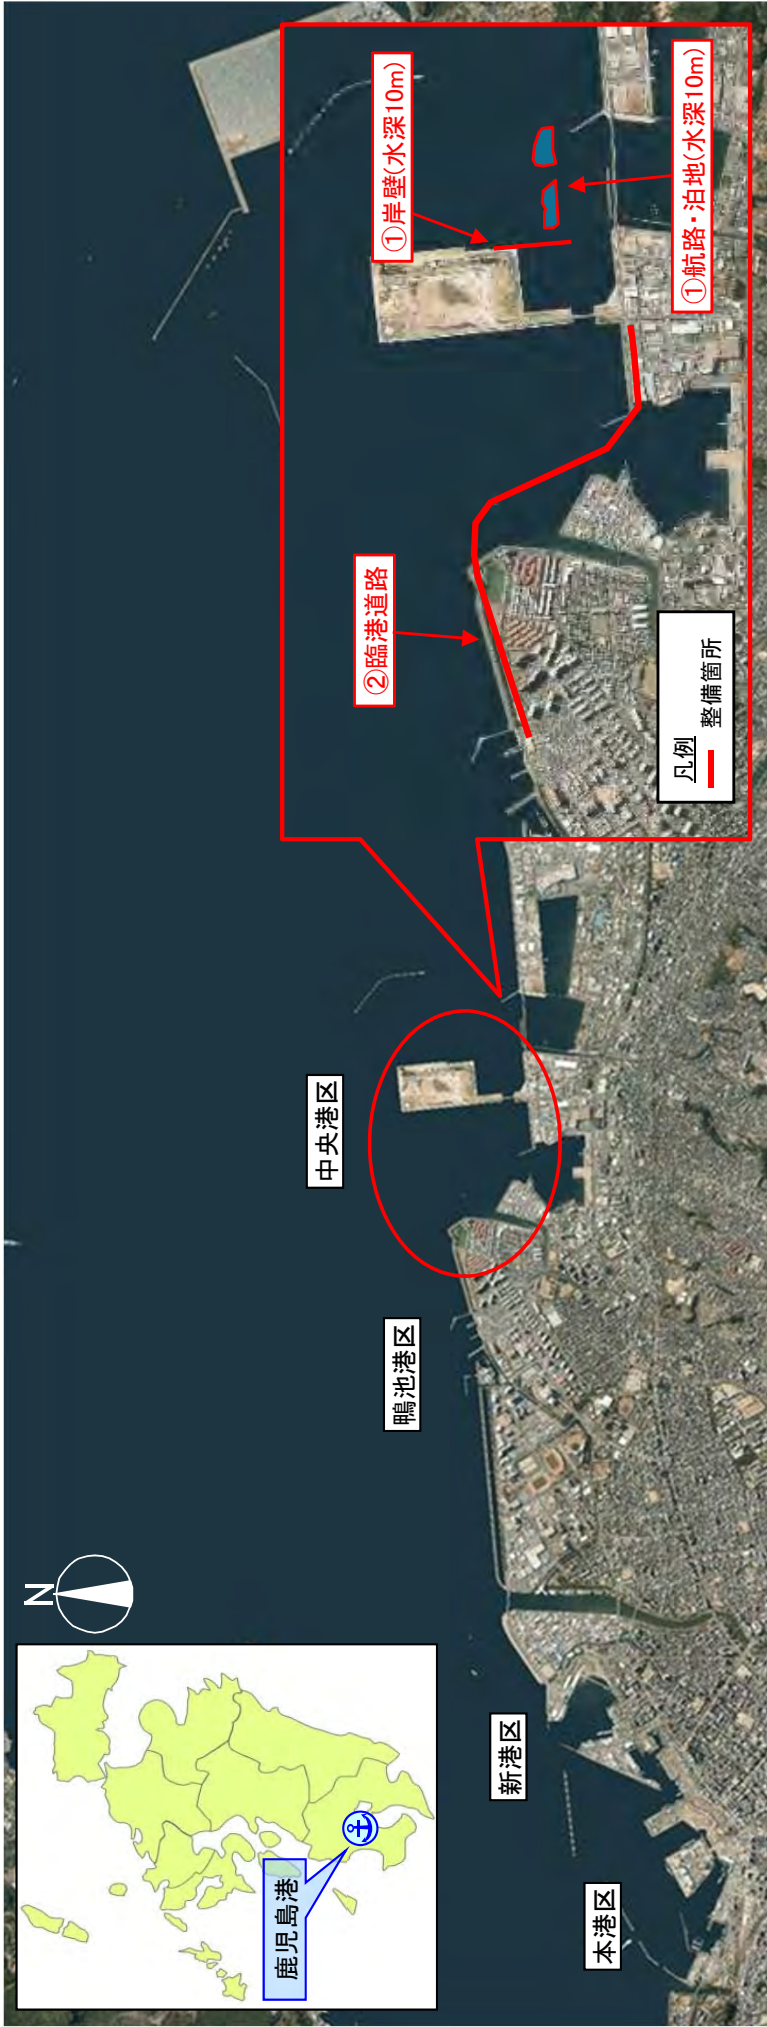 N
鹿児島港
本港区
新港区
鴨池港区
中央港区
②臨港道路
①岸壁(水深10m)
①航路・泊地(水深10m)
凡例
整備箇所